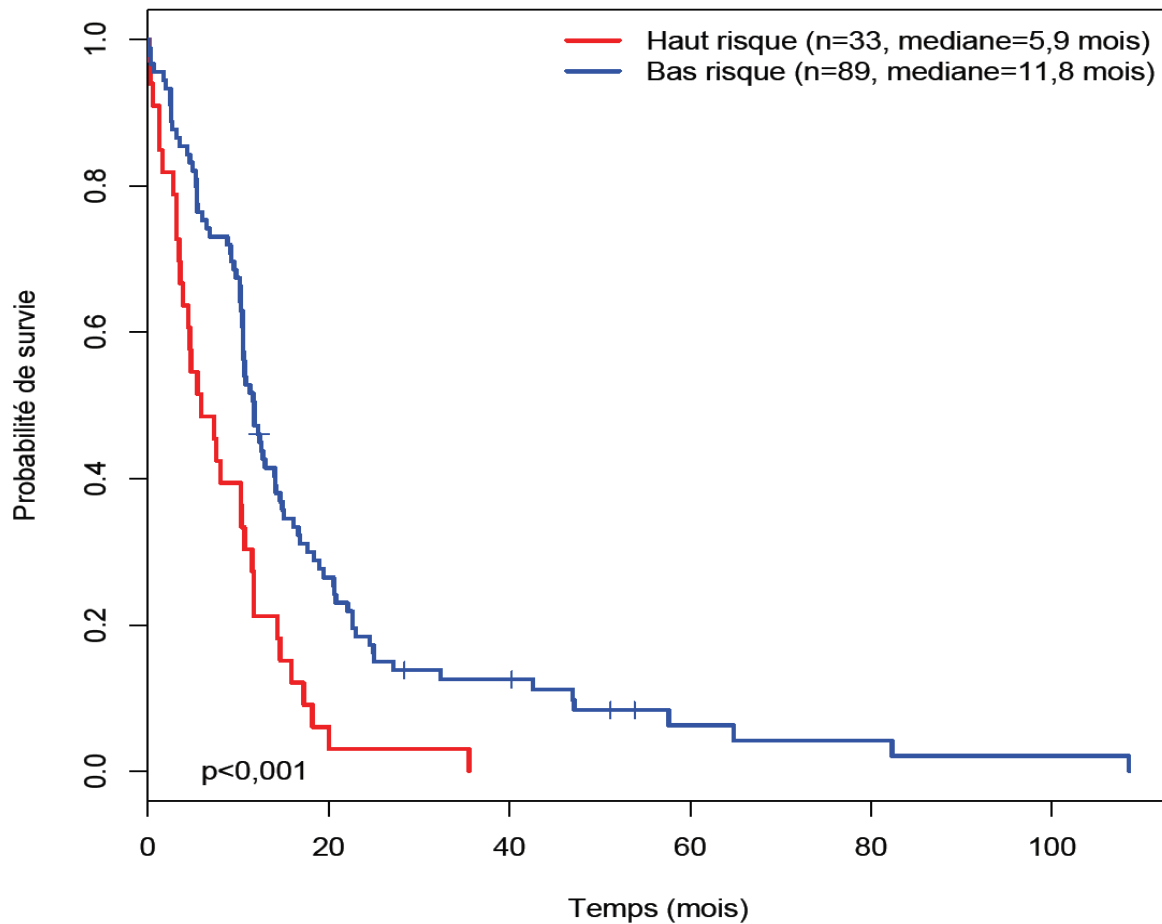 Haut risque (n=33, mediane=5,9 mois)
Bas risque (n=89, mediane=11,8 mois)
Probabilité de survie
1.0
0.8
0.6
0.4
0.2
0.0
p<0,001
0 20 40 60 80 100
Temps (mois)